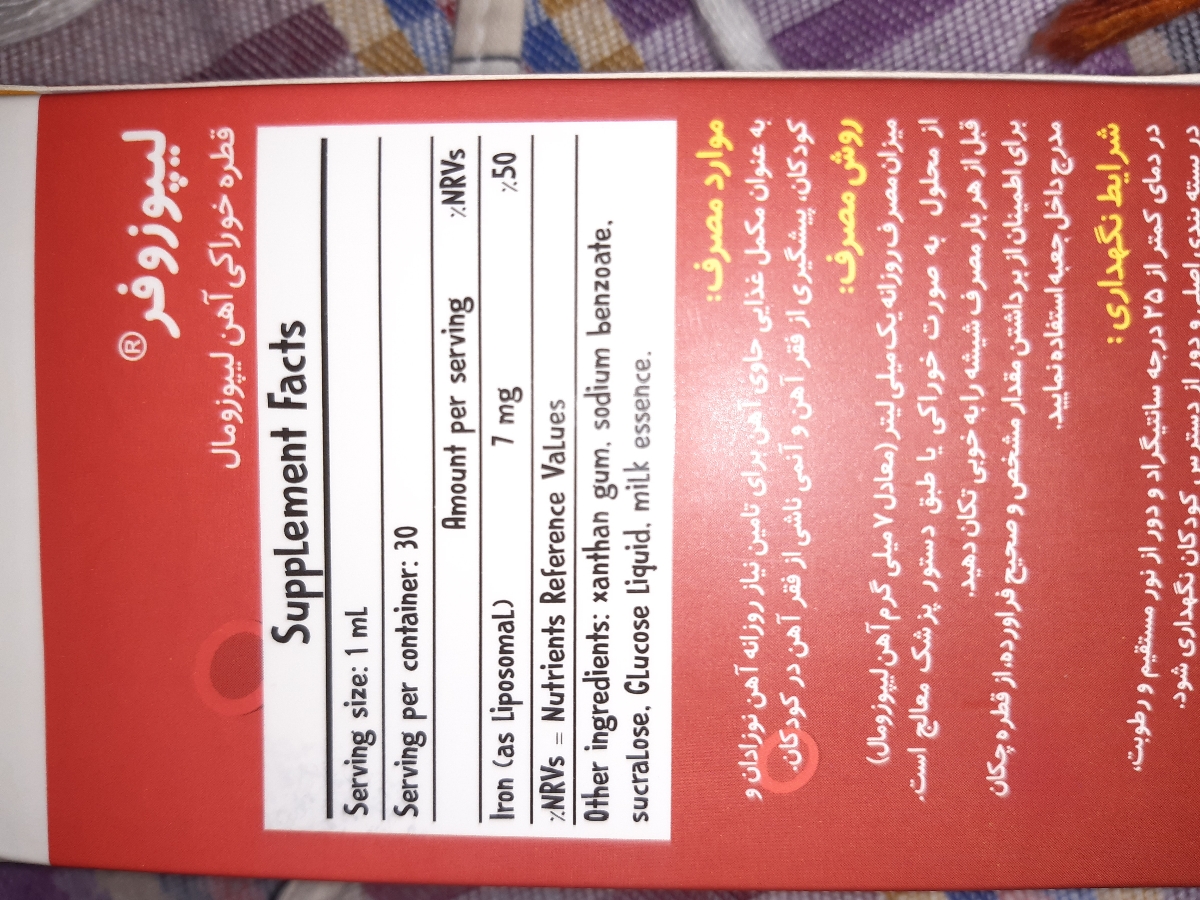 لیپوزوفر®
قطره خوراکی آهن لیپوزومال
Supplement Facts
Serving size: 1 mL
Serving per container: 30
Amount per serving %NRVs
Iron (as Liposomal) 7 mg %50
%NRVs = Nutrients Reference Values
Other ingredients: xanthan gum, sodium benzoate,
sucralose, Glucose Liquid, milk essence.
موارد مصرف:
به عنوان مکمل غذایی حاوی آهن برای تامین نیاز روزانه آهن نوزادان و
کودکان، پیشگیری از فقر آهن و آنمی ناشی از فقر آهن در کودکان.
روش مصرف:
میزان مصرف روزانه یک میلی لیتر (معادل ۷ میلی گرم آهن لیپوزومال)
از محلول به صورت خوراکی یا طبق دستور پزشک معالج است.
قبل از هر بار مصرف شیشه را به خوبی تکان دهید.
برای اطمینان از برداشتن مقدار مشخص و صحیح فراورده، از قطره چکان
مدرج داخل جعبه استفاده نمایید.
شرایط نگهداری:
در دمای کمتر از ۲۵ درجه سانتیگراد و دور از نور مستقیم و رطوبت،
در بسته بندی اصلی و دور از دسترس کودکان نگهداری شود.